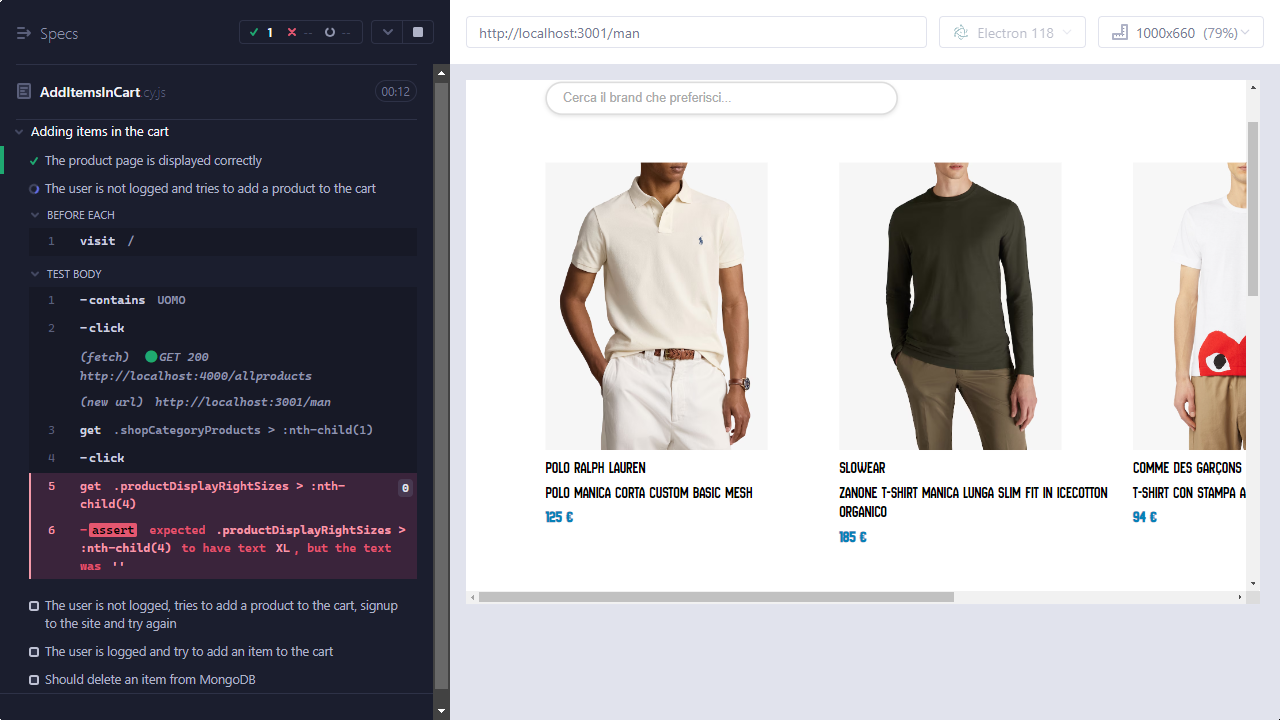 Specs
1
--
--
AddItemsInCart.cy.js
00:12
Adding items in the cart
The product page is displayed correctly
The user is not logged and tries to add a product to the cart
BEFORE EACH
1 visit /
TEST BODY
1 -contains UOMO
2 -click
(fetch) GET 200
http://localhost:4000/allproducts
(new url) http://localhost:3001/man
3 get .shopCategoryProducts > :nth-child(1)
4 -click
5 get .productDisplayRightSizes > :nth-
child(4)
0
6 -assert expected .productDisplayRightSizes >
:nth-child(4) to have text XL, but the text
was ''
The user is not logged, tries to add a product to the cart, signup
to the site and try again
The user is logged and try to add an item to the cart
Should delete an item from MongoDB
http://localhost:3001/man
Electron 118
1000x660 (79%)
Cerca il brand che preferisci...
POLO RALPH LAUREN
POLO MANICA CORTA CUSTOM BASIC MESH
125 €
SLOWEAR
ZANONE T-SHIRT MANICA LUNGA SLIM FIT IN ICECOTTON
ORGANICO
185 €
COMME DES GARÇONS
T-SHIRT CON STAMPA A
94 €